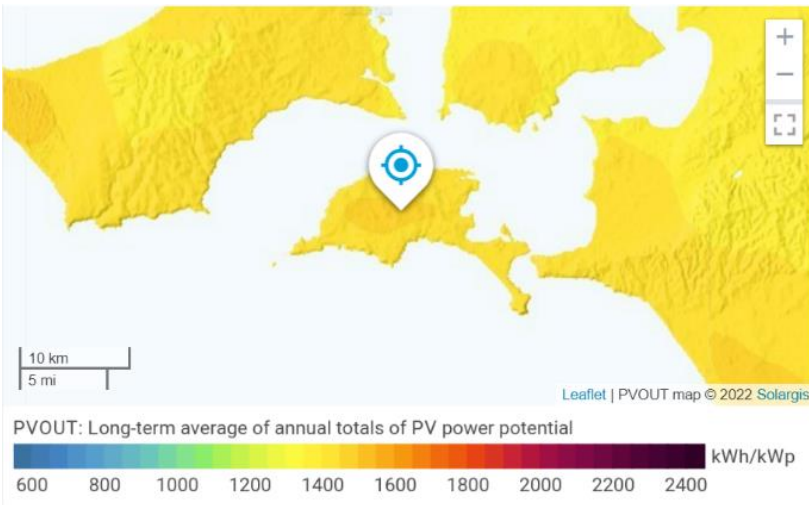 +
−
10 km
5 mi
Leaflet | PVOUT map © 2022 Solargis
PVOUT: Long-term average of annual totals of PV power potential
kWh/kWp
600 800 1000 1200 1400 1600 1800 2000 2200 2400